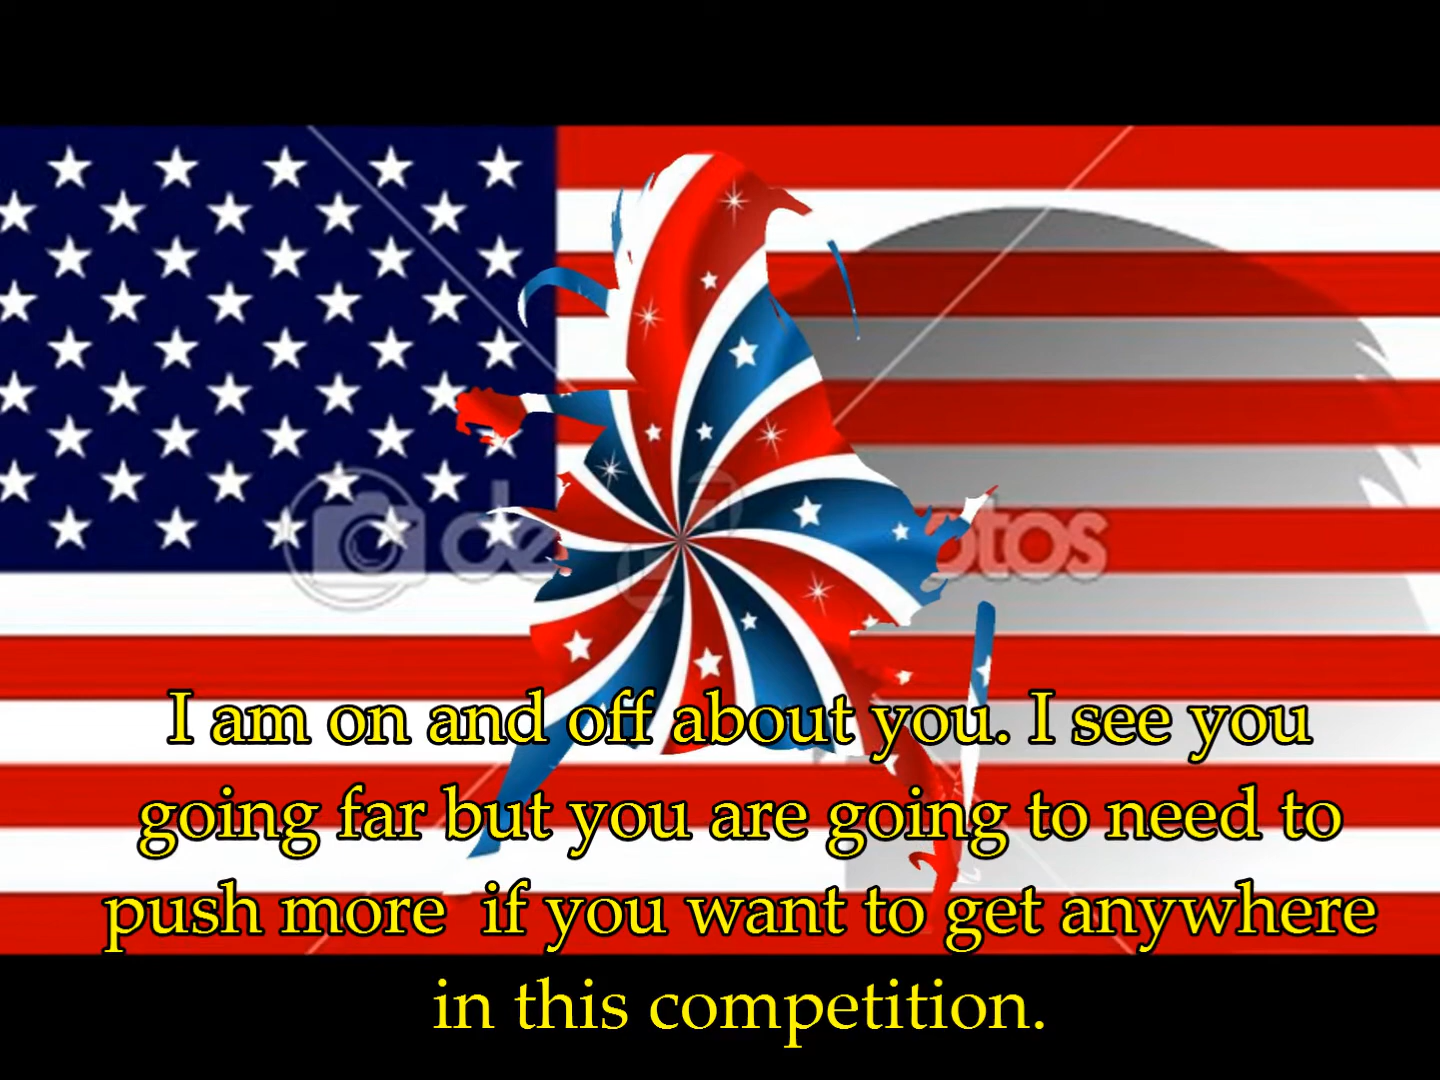 I am on and off about you. I see you
going far but you are going to need to
push more  if you want to get anywhere
in this competition.